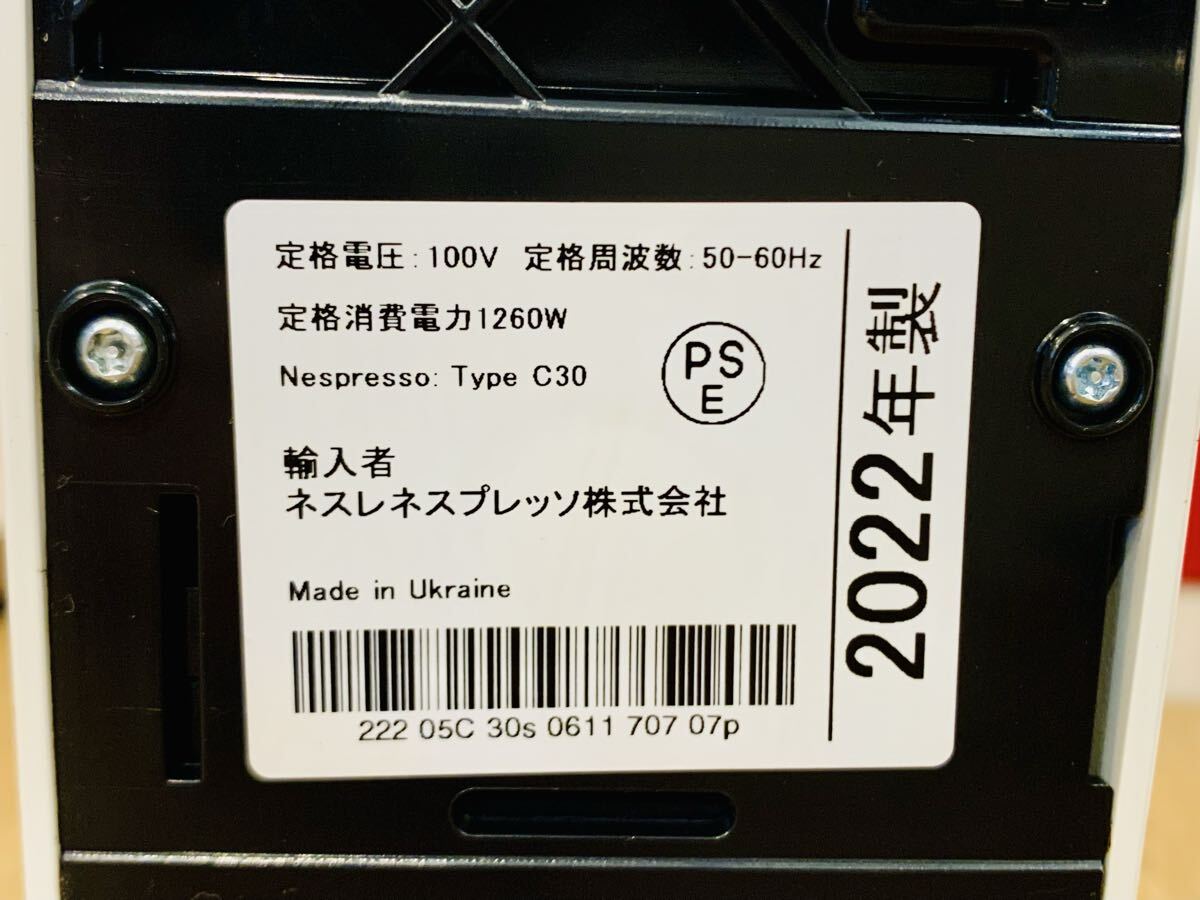 定格電圧:100V 定格周波数:50-60Hz
定格消費電力1260W
Nespresso: Type C30
PS
E
輸入者
ネスレネスプレッソ株式会社
Made in Ukraine
222 05C 30s 0611 707 07p
2022年製